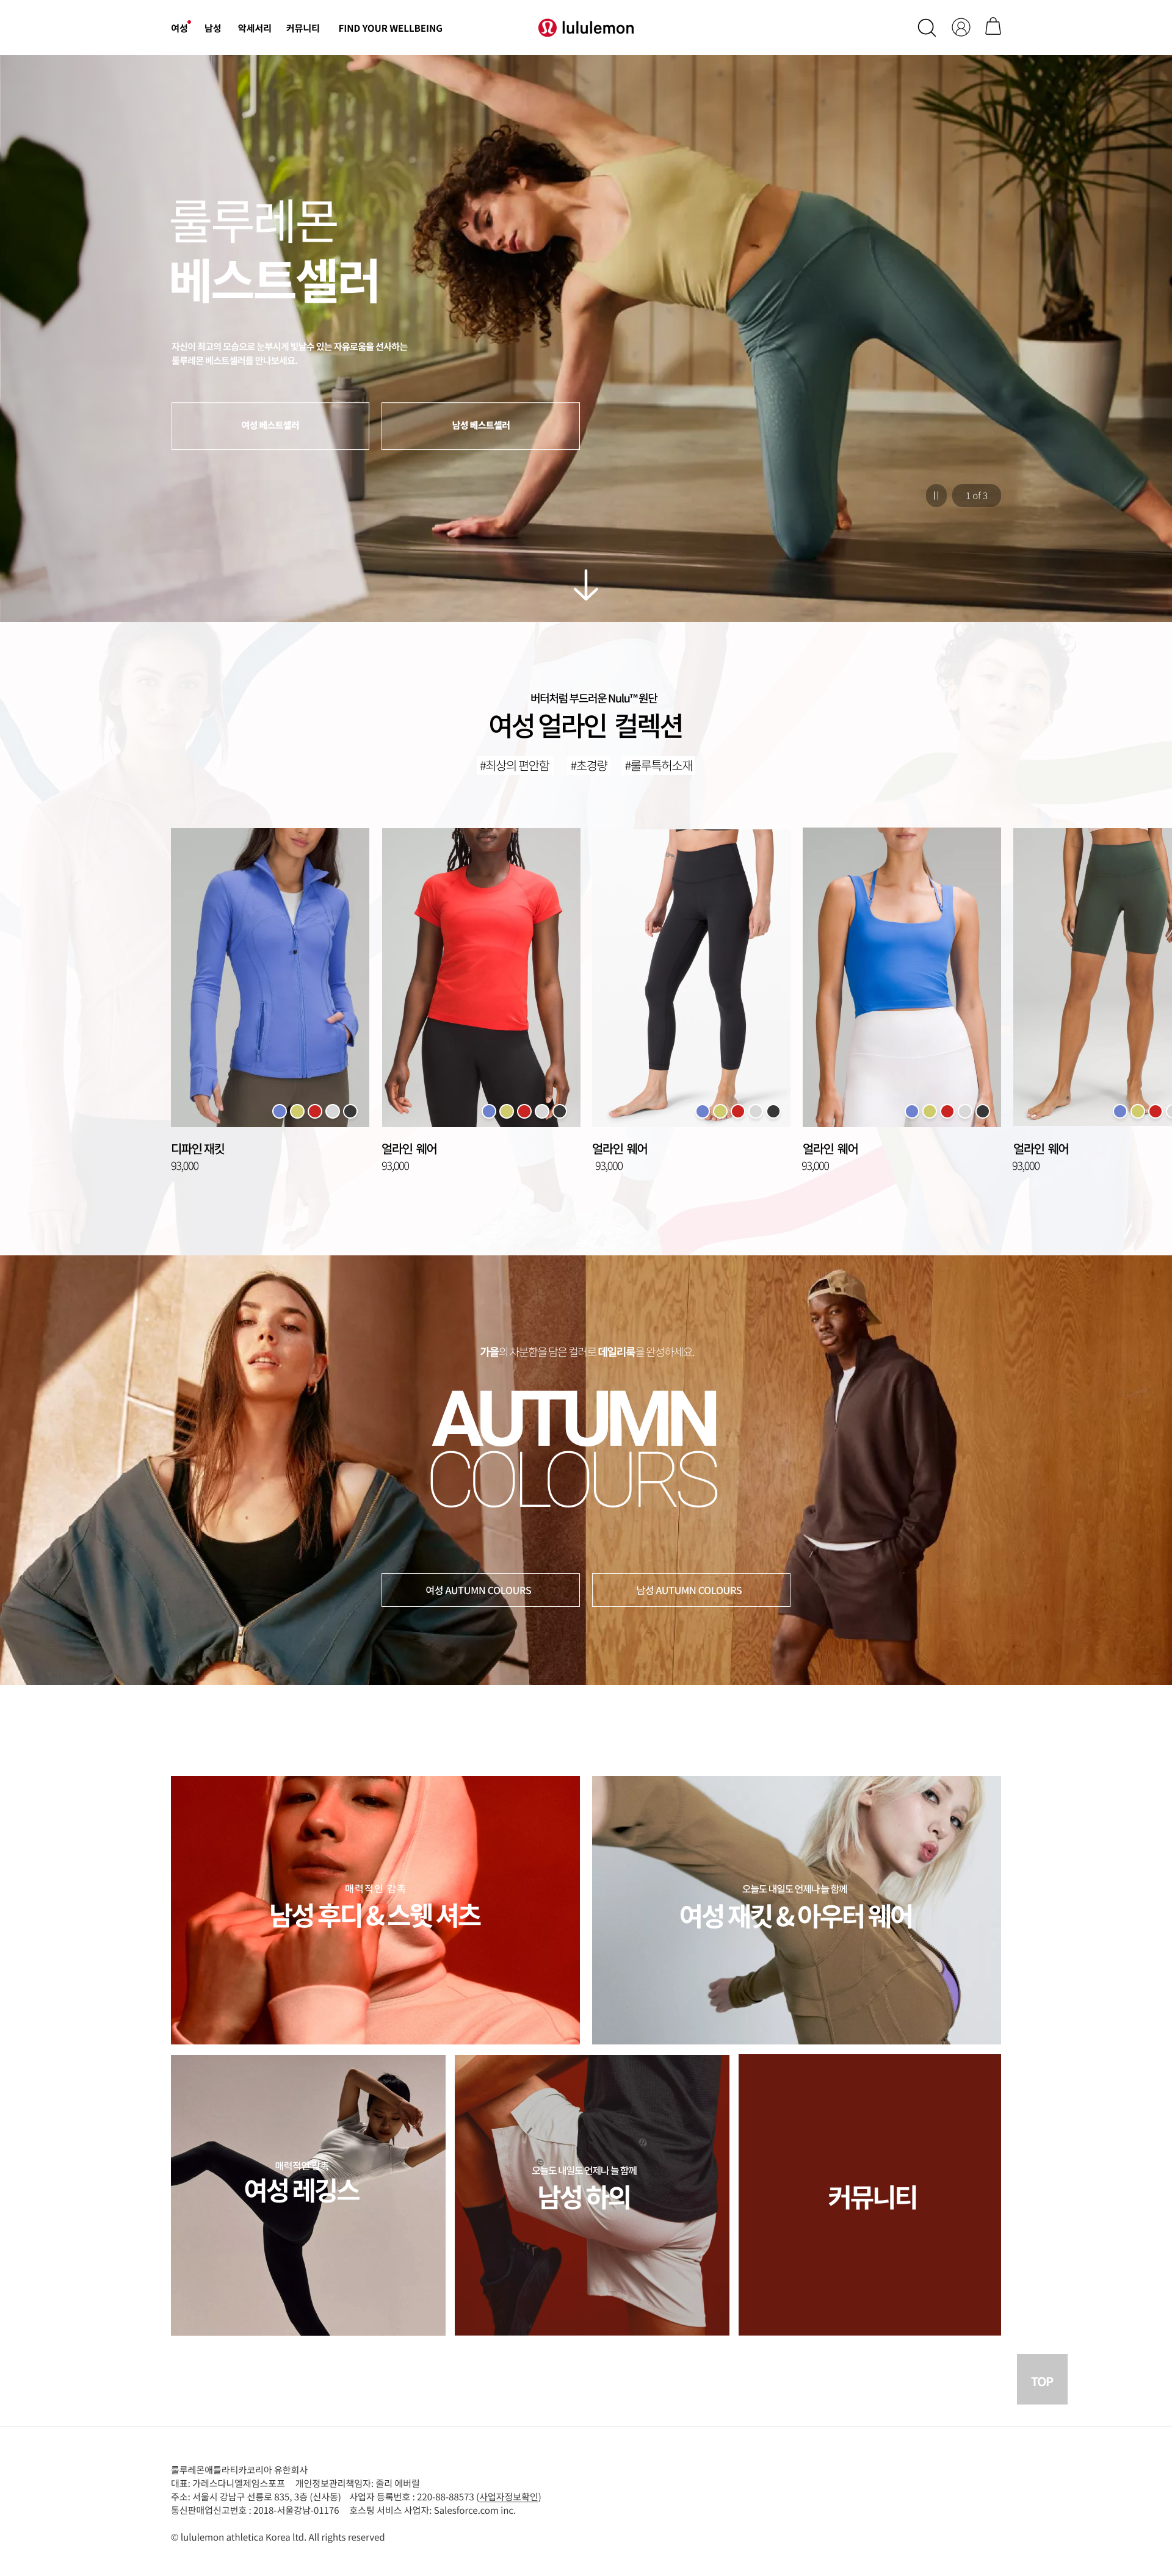 여성 남성 악세서리 커뮤니티 FIND YOUR WELLBEING
lululemon
룰루레몬
베스트셀러
자신이 최고의 모습으로 눈부시게 빛날수 있는 자유로움을 선사하는
룰루레몬 베스트셀러를 만나보세요.
여성 베스트셀러
남성 베스트셀러
1 of 3
버터처럼 부드러운 Nulu™ 원단
여성 얼라인 컬렉션
#최상의 편안함 #초경량 #룰루특허소재
디파인 재킷
93,000
얼라인 웨어
93,000
얼라인 웨어
93,000
얼라인 웨어
93,000
얼라인 웨어
93,000
가을의 차분함을 담은 컬러로 데일리룩을 완성하세요.
AUTUMN
COLOURS
여성 AUTUMN COLOURS
남성 AUTUMN COLOURS
매력적인 감촉
남성 후디 & 스웻 셔츠
오늘도 내일도 언제나 늘 함께
여성 재킷 & 아우터 웨어
매력적인 감촉
여성 레깅스
오늘도 내일도 언제나 늘 함께
남성 하의
커뮤니티
TOP
룰루레몬애틀라티카코리아 유한회사
대표: 가레스다니엘제임스포프 개인정보관리책임자: 줄리 에버릴
주소: 서울시 강남구 선릉로 835, 3층 (신사동) 사업자 등록번호 : 220-88-88573 (사업자정보확인)
통신판매업신고번호 : 2018-서울강남-01176 호스팅 서비스 사업자: Salesforce.com inc.
© lululemon athletica Korea ltd. All rights reserved